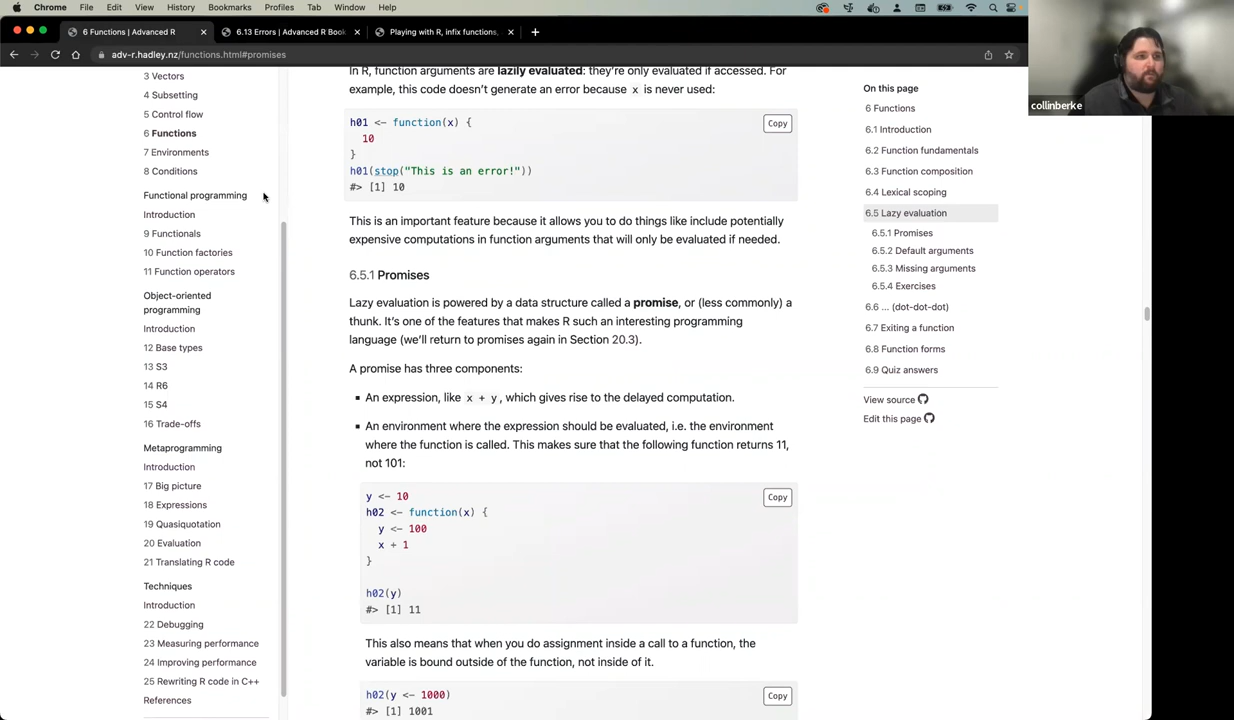 Chrome File Edit View History Bookmarks Profiles Tab Window Help
6 Functions | Advanced R
6.13 Errors | Advanced R Book
Playing with R, infix functions,
adv-r.hadley.nz/functions.html#promises
collinberke
3 Vectors
4 Subsetting
5 Control flow
6 Functions
7 Environments
8 Conditions
Functional programming
Introduction
9 Functionals
10 Function factories
11 Function operators
Object-oriented
programming
Introduction
12 Base types
13 S3
14 R6
15 S4
16 Trade-offs
Metaprogramming
Introduction
17 Big picture
18 Expressions
19 Quasiquotation
20 Evaluation
21 Translating R code
Techniques
Introduction
22 Debugging
23 Measuring performance
24 Improving performance
25 Rewriting R code in C++
References
In R, function arguments are lazily evaluated: they're only evaluated if accessed. For
example, this code doesn't generate an error because x is never used:
Copy
h01 <- function(x) {
10
}
h01(stop("This is an error!"))
#> [1] 10
This is an important feature because it allows you to do things like include potentially
expensive computations in function arguments that will only be evaluated if needed.
6.5.1 Promises
Lazy evaluation is powered by a data structure called a promise, or (less commonly) a
thunk. It's one of the features that makes R such an interesting programming
language (we'll return to promises again in Section 20.3).
A promise has three components:
▪ An expression, like x + y, which gives rise to the delayed computation.
▪ An environment where the expression should be evaluated, i.e. the environment
where the function is called. This makes sure that the following function returns 11,
not 101:
Copy
y <- 10
h02 <- function(x) {
y <- 100
x + 1
}
h02(y)
#> [1] 11
This also means that when you do assignment inside a call to a function, the
variable is bound outside of the function, not inside of it.
Copy
h02(y <- 1000)
#> [1] 1001
On this page
6 Functions
6.1 Introduction
6.2 Function fundamentals
6.3 Function composition
6.4 Lexical scoping
6.5 Lazy evaluation
6.5.1 Promises
6.5.2 Default arguments
6.5.3 Missing arguments
6.5.4 Exercises
6.6 ... (dot-dot-dot)
6.7 Exiting a function
6.8 Function forms
6.9 Quiz answers
View source
Edit this page